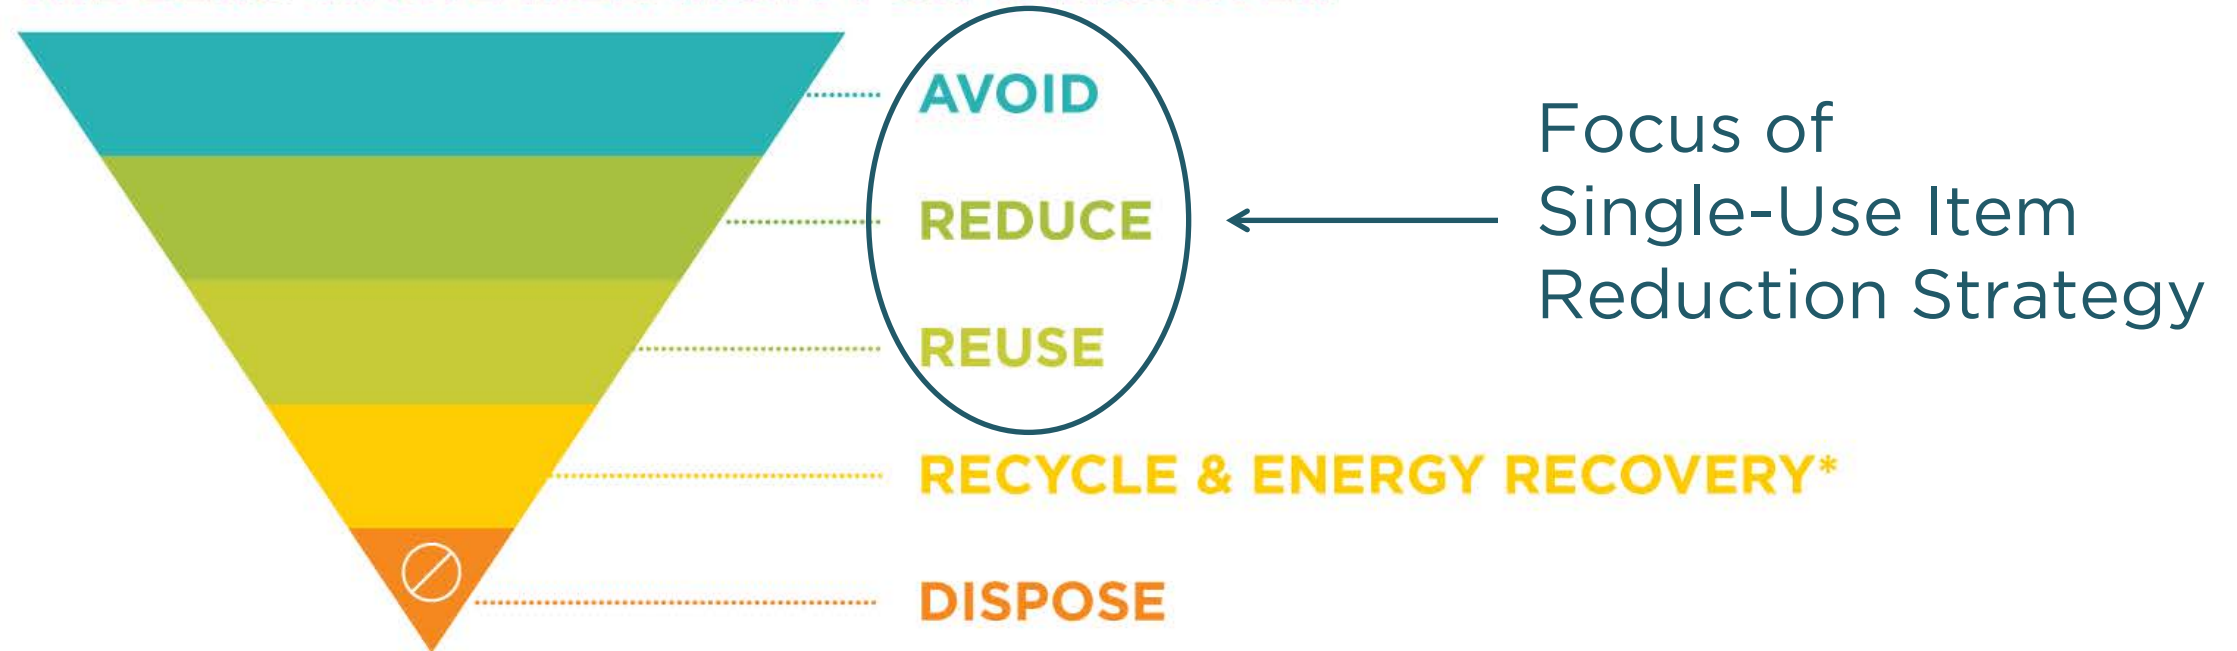 AVOID
REDUCE
REUSE
RECYCLE & ENERGY RECOVERY*
DISPOSE
Focus of
Single-Use Item
Reduction Strategy